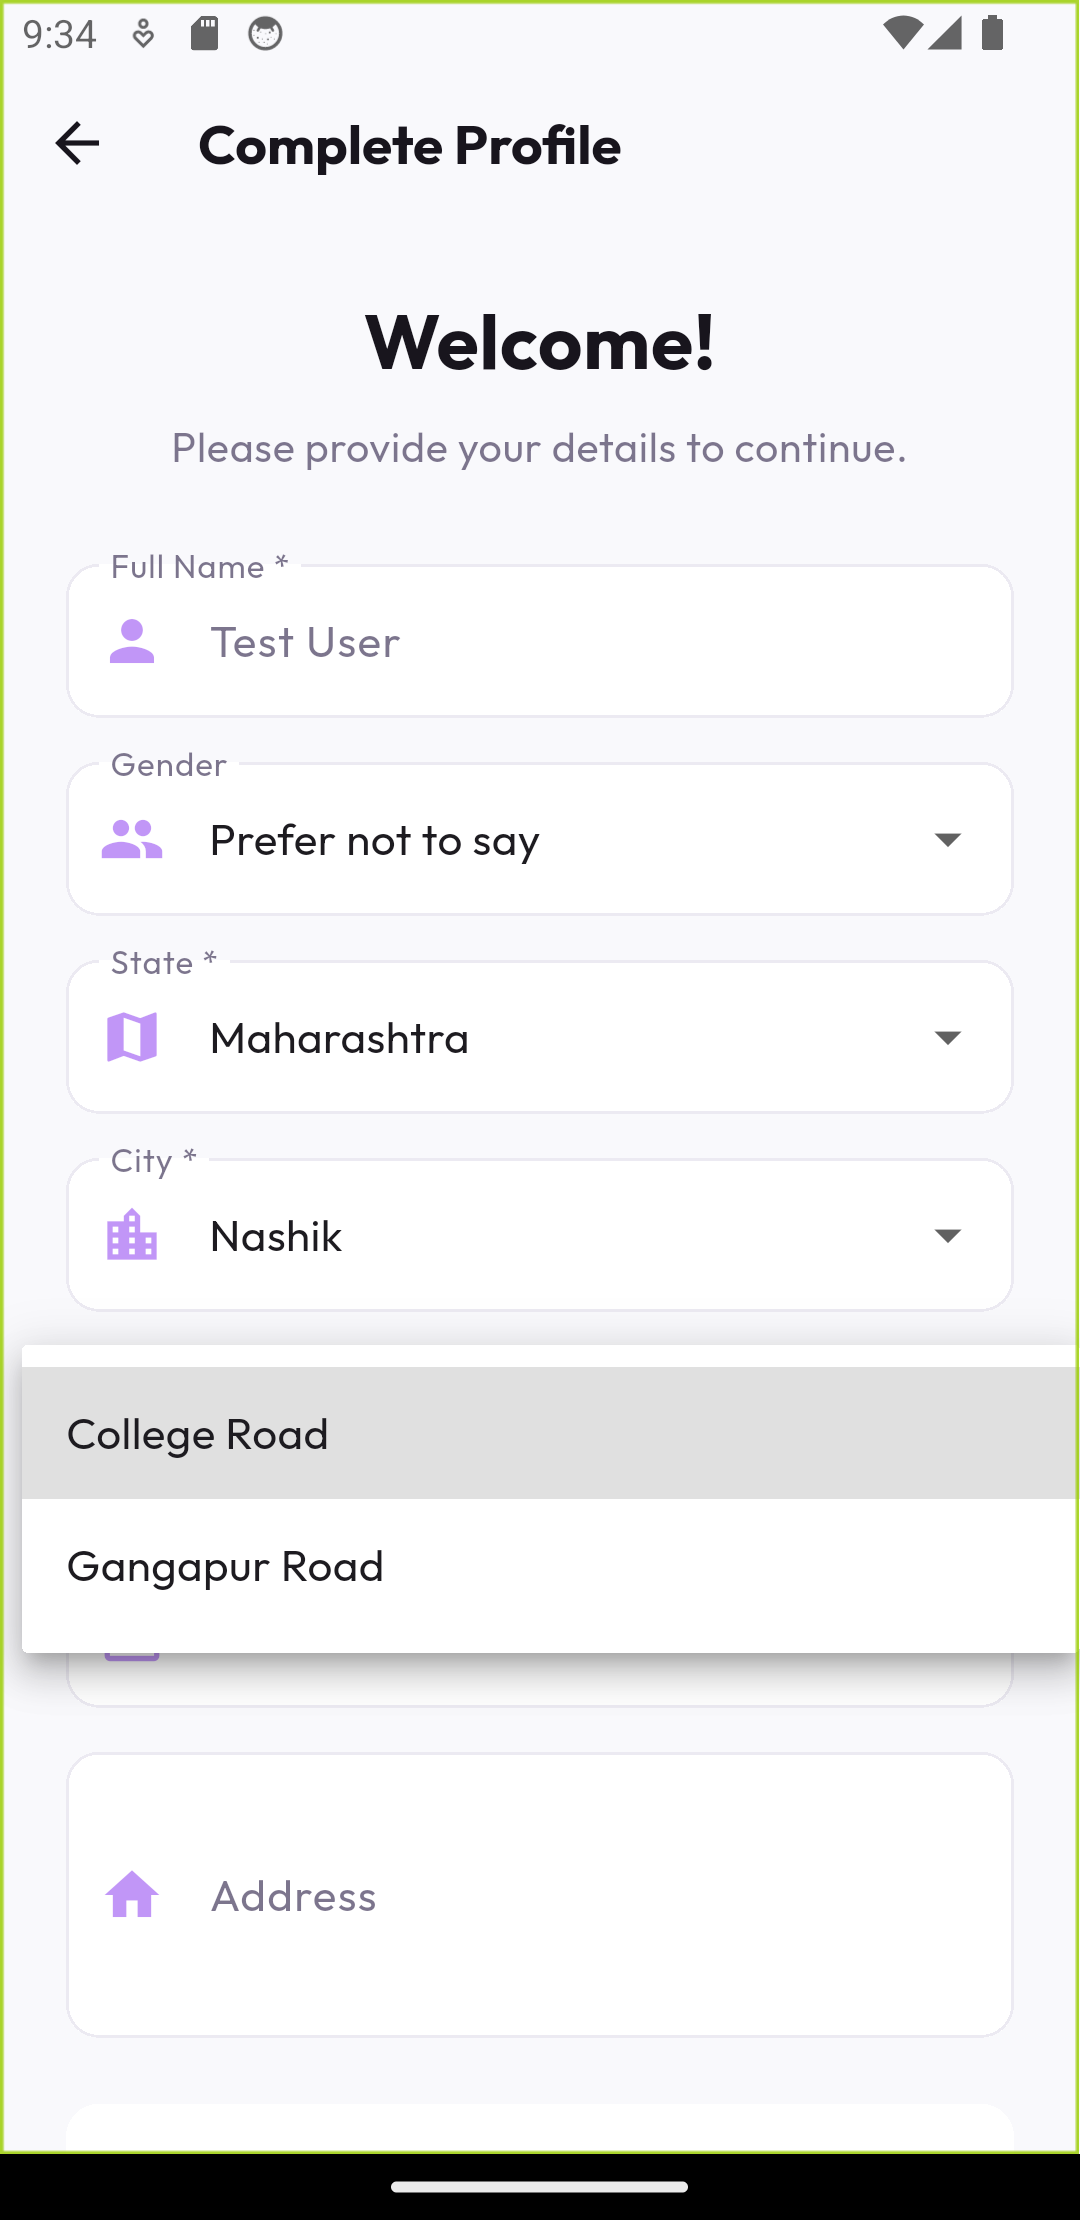 9:34
Complete Profile
Welcome!
Please provide your details to continue.
Full Name *
Test User
Gender
Prefer not to say
State *
Maharashtra
City *
Nashik
College Road
Gangapur Road
Address